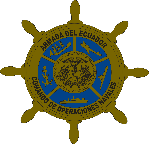 ARMADA DEL ECUADOR
COMANDO DE OPERACIONES NAVALES